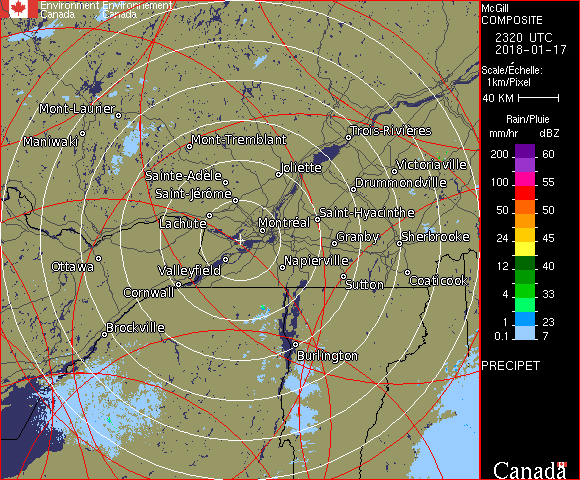 Environment Environnement
Canada Canada
McGill
COMPOSITE
2320 UTC
2018-01-17
Scale/Échelle:
1km/Pixel
40 KM
Rain/Pluie
mm/hr dBZ
200 60
150 57
100 55
50 50
24 45
12 40
4 33
1 23
0.1 7
PRECIPET
Canada
Mont-Laurier
Maniwaki
Mont-Tremblant
Trois-Rivières
Sainte-Adèle
Joliette
Victoriaville
Saint-Jérôme
Drummondville
Lachute
Montréal
Saint-Hyacinthe
Granby
Sherbrooke
Ottawa
Valleyfield
Napierville
Cornwall
Sutton
Coaticook
Brockville
Burlington